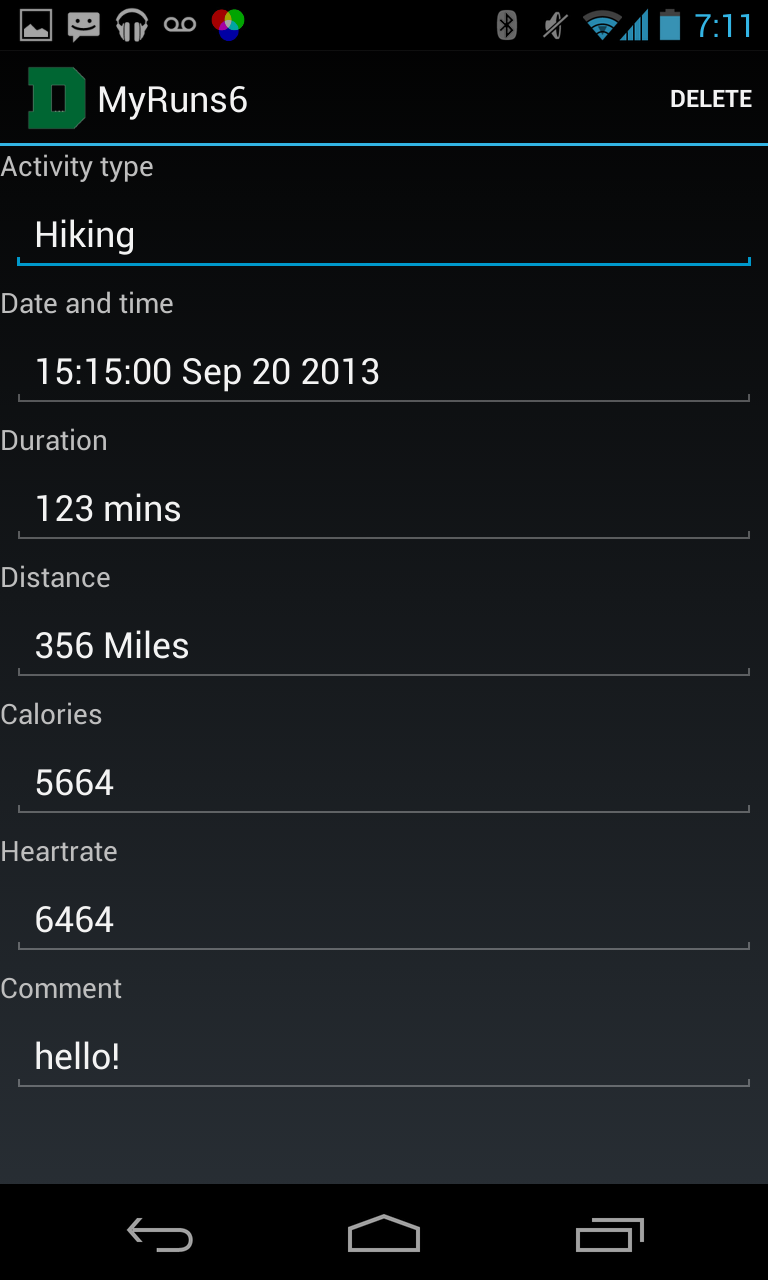 7:11
D MyRuns6 DELETE
Activity type
Hiking
Date and time
15:15:00 Sep 20 2013
Duration
123 mins
Distance
356 Miles
Calories
5664
Heartrate
6464
Comment
hello!